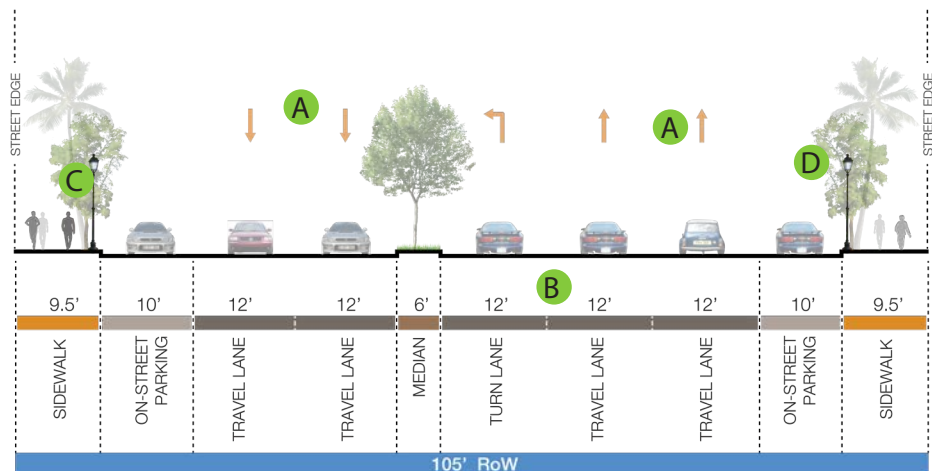 STREET EDGE
STREET EDGE
A
A
C
D
B
9.5’
10’
12’
12’
6’
12’
12’
12’
10’
9.5’
SIDEWALK
ON-STREET
PARKING
TRAVEL LANE
TRAVEL LANE
MEDIAN
TURN LANE
TRAVEL LANE
TRAVEL LANE
ON-STREET
PARKING
SIDEWALK
105’ RoW